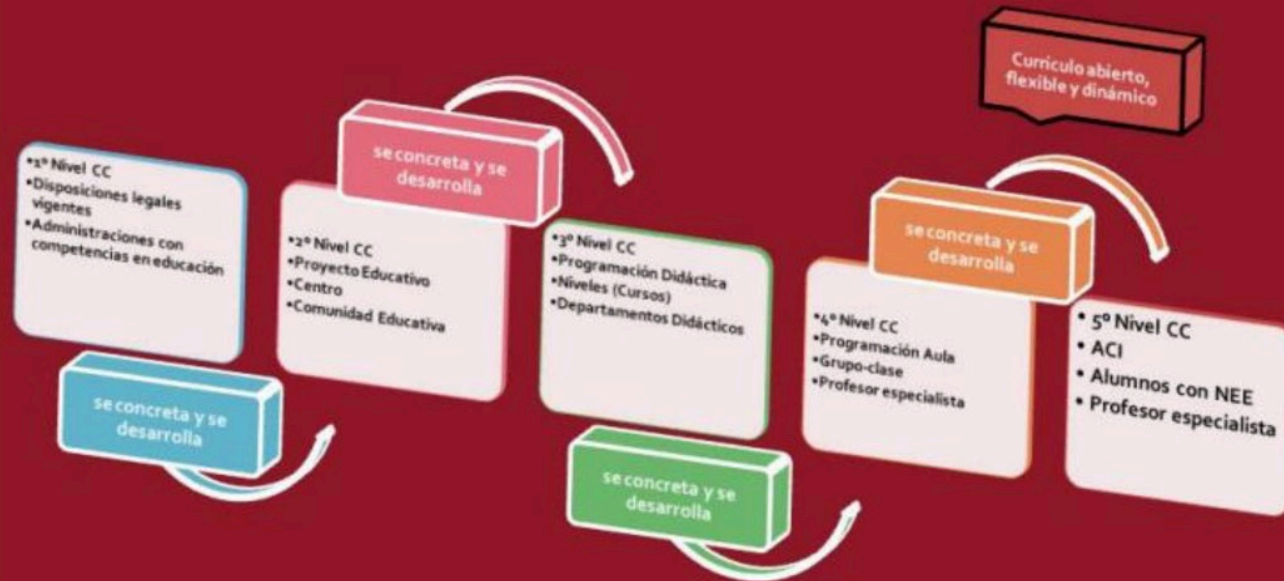 Curriculo abierto,
flexible y dinámico
•1º Nivel CC
•Disposiciones legales
vigentes
•Administraciones con
competencias en educación
se concreta y se
desarrolla
•2º Nivel CC
•Proyecto Educativo
•Centro
•Comunidad Educativa
se concreta y se
desarrolla
•3º Nivel CC
•Programación Didáctica
•Niveles (Cursos)
•Departamentos Didácticos
se concreta y se
desarrolla
•4º Nivel CC
•Programación Aula
•Grupo-clase
•Profesor especialista
se concreta y se
desarrolla
• 5º Nivel CC
• ACI
• Alumnos con NEE
• Profesor especialista